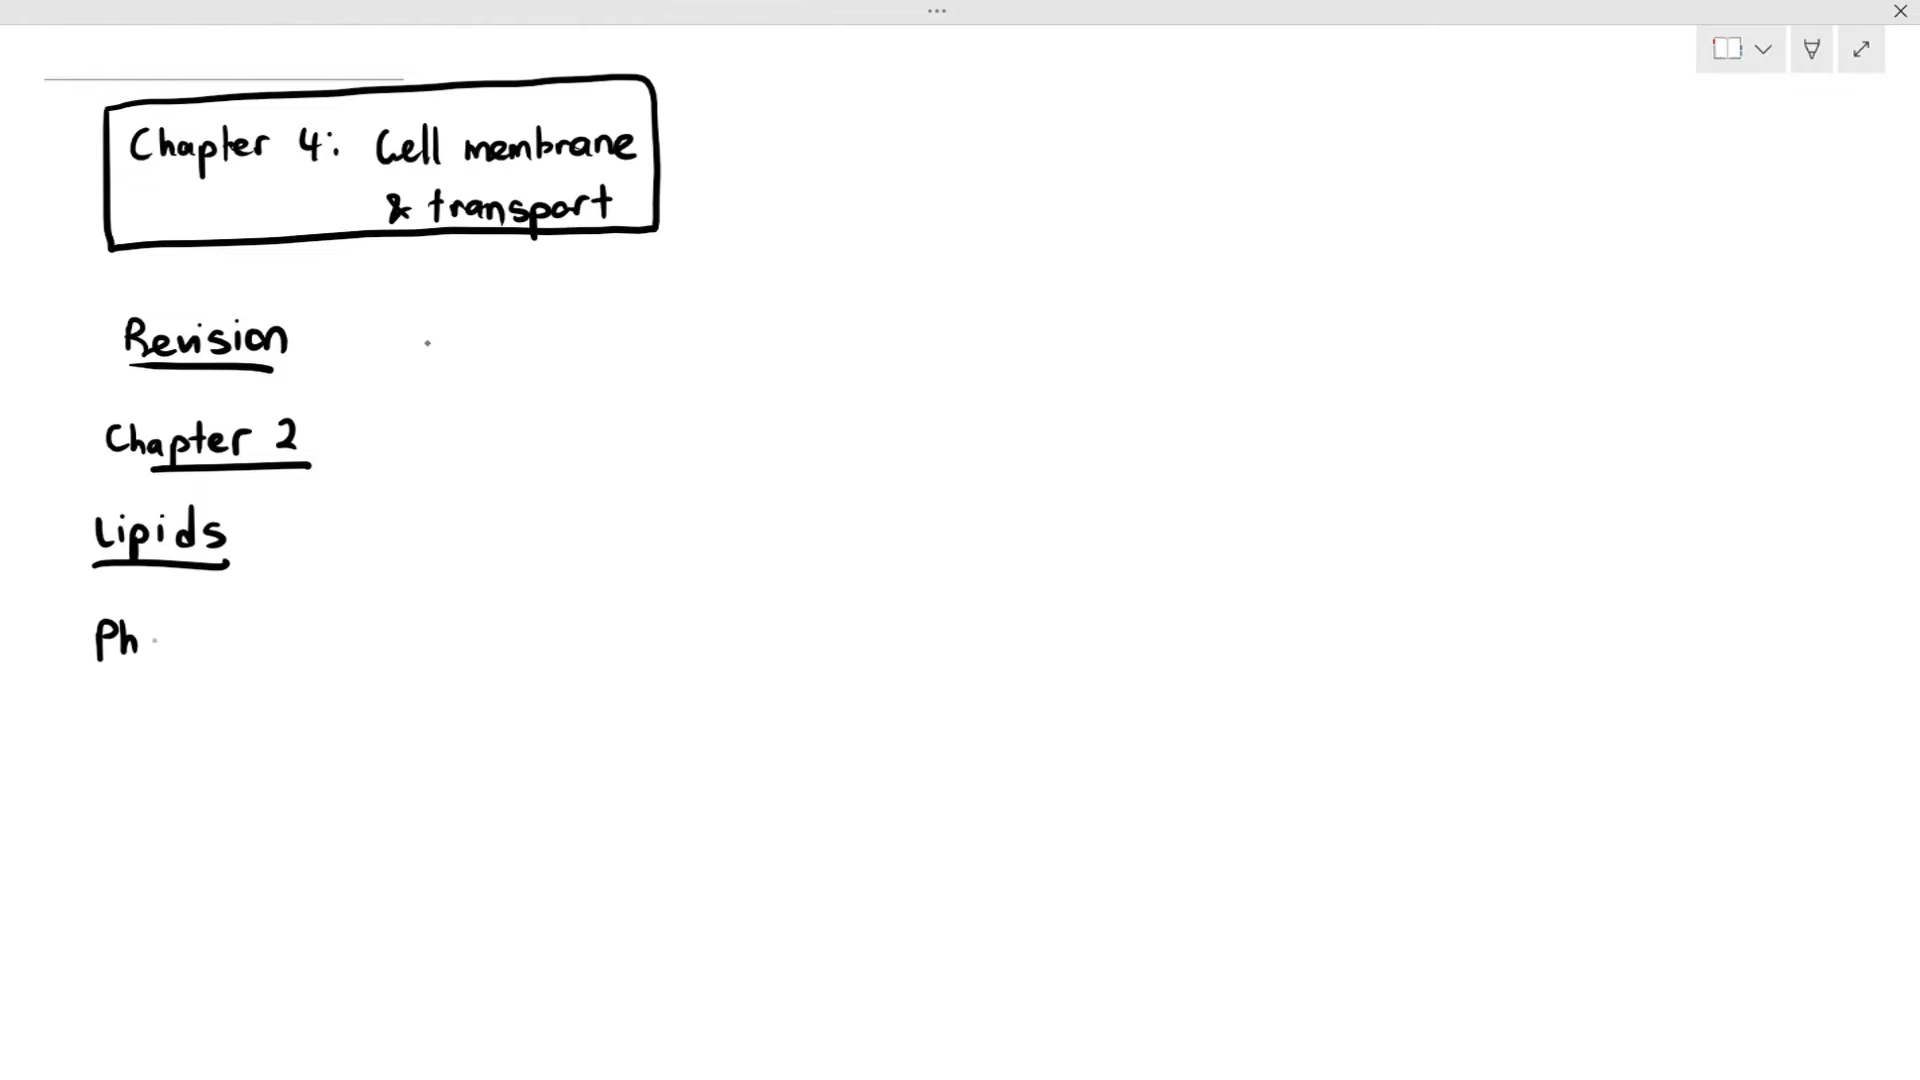 Chapter 4: Cell membrane
& transport
Revision
Chapter 2
Lipids
Ph